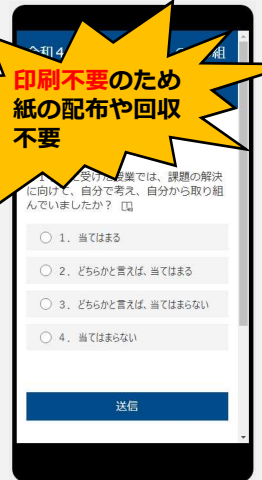 令和4
組
印刷不要のため
紙の配布や回収
不要
受けた授業では、課題の解決
に向けて、自分で考え、自分から取り組
んでいましたか？
1．当てはまる
2．どちらかと言えば、当てはまる
3．どちらかと言えば、当てはまらない
4．当てはまらない
送信